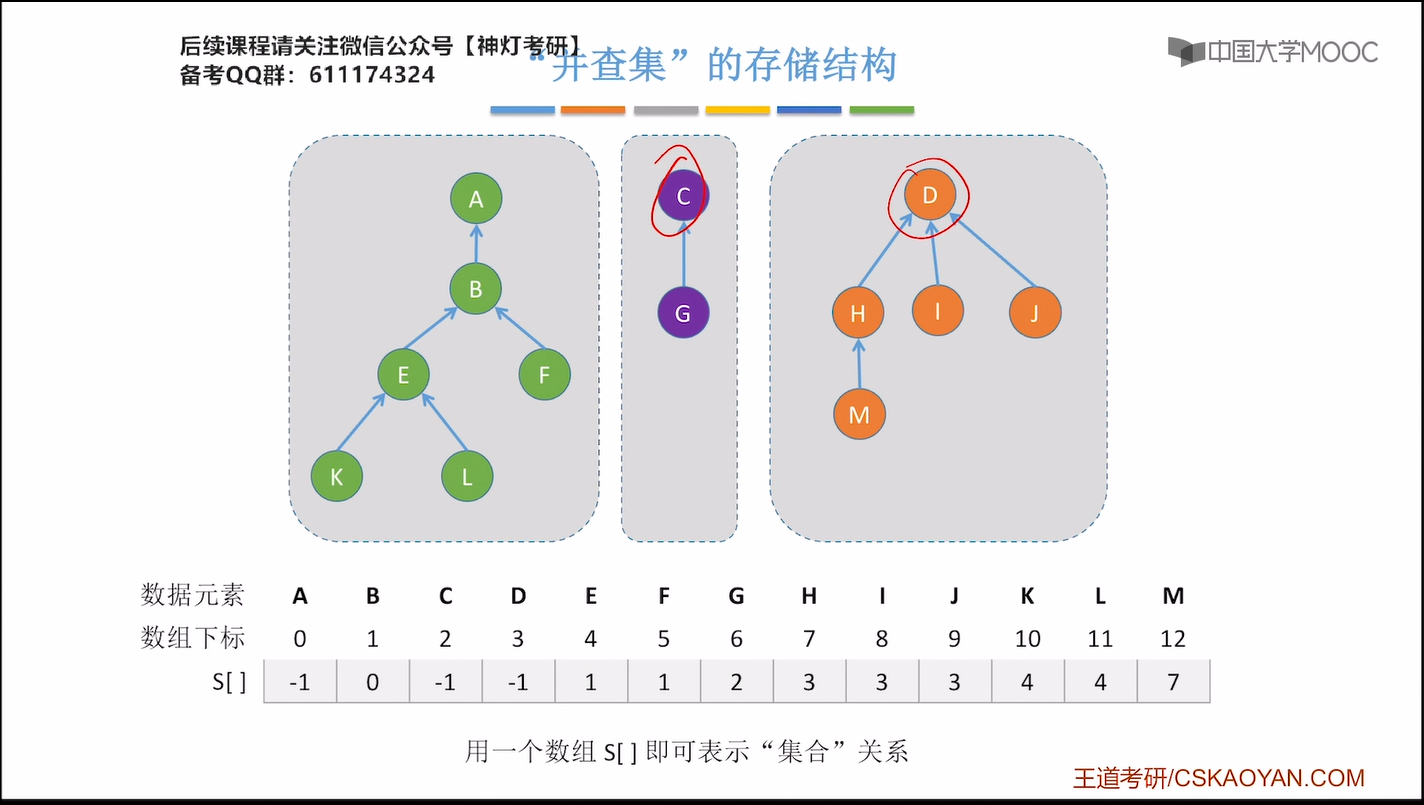 后续课程请关注微信公众号【神灯考研】
备考QQ群：611174324
“并查集”的存储结构
中国大学MOOC
A
C
D
B
G
H
I
J
E
F
M
K
L
数据元素 A B C D E F G H I J K L M
数组下标 0 1 2 3 4 5 6 7 8 9 10 11 12
S[ ] -1 0 -1 -1 1 1 2 3 3 3 4 4 7
用一个数组 S[ ] 即可表示“集合”关系
王道考研/CSKAOYAN.COM